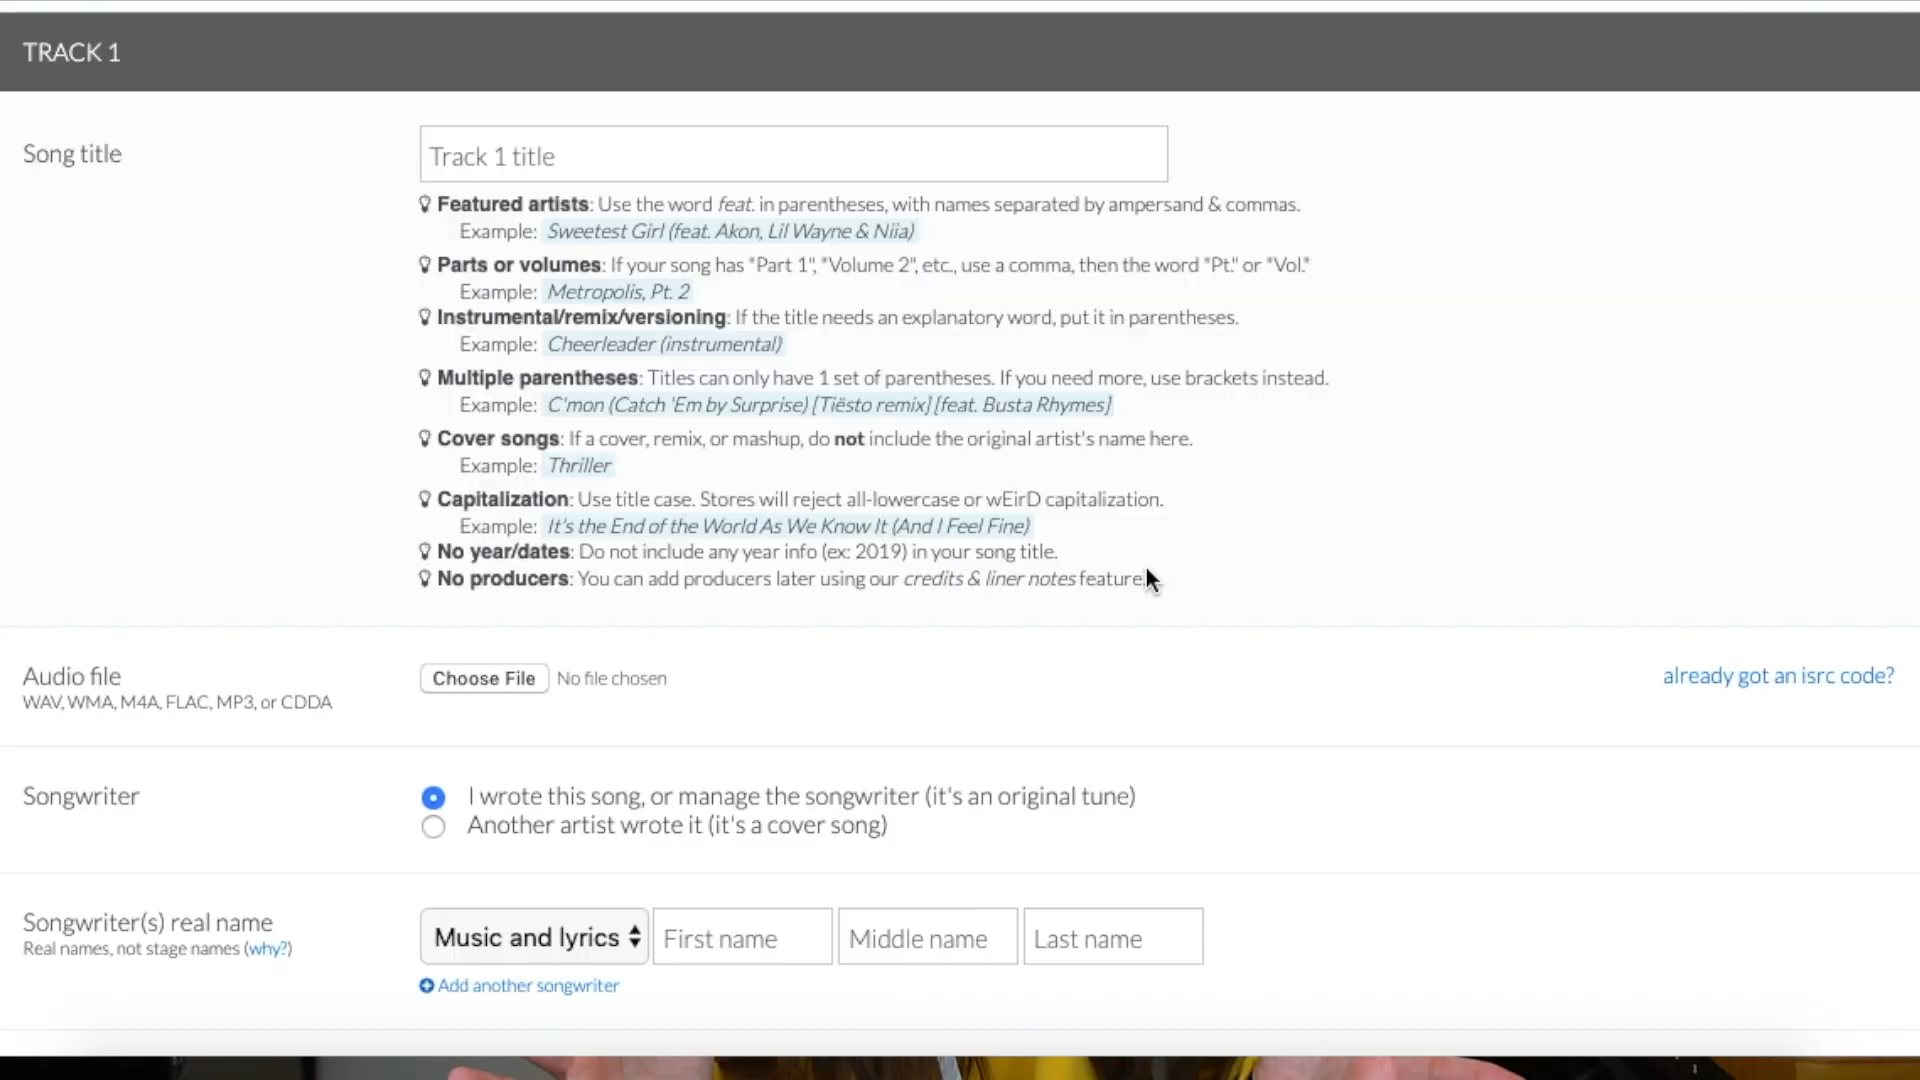 TRACK 1
Song title
Track 1 title
Featured artists: Use the word feat. in parentheses, with names separated by ampersand & commas.
Example: Sweetest Girl (feat. Akon, Lil Wayne & Niia)
Parts or volumes: If your song has "Part 1", "Volume 2", etc., use a comma, then the word "Pt." or "Vol."
Example: Metropolis, Pt. 2
Instrumental/remix/versioning: If the title needs an explanatory word, put it in parentheses.
Example: Cheerleader (instrumental)
Multiple parentheses: Titles can only have 1 set of parentheses. If you need more, use brackets instead.
Example: C'mon (Catch 'Em by Surprise) [Tiësto remix] [feat. Busta Rhymes]
Cover songs: If a cover, remix, or mashup, do not include the original artist's name here.
Example: Thriller
Capitalization: Use title case. Stores will reject all-lowercase or wEirD capitalization.
Example: It's the End of the World As We Know It (And I Feel Fine)
No year/dates: Do not include any year info (ex: 2019) in your song title.
No producers: You can add producers later using our credits & liner notes feature.
Audio file
Choose File No file chosen
already got an isrc code?
WAV, WMA, M4A, FLAC, MP3, or CDDA
Songwriter
I wrote this song, or manage the songwriter (it's an original tune)
Another artist wrote it (it's a cover song)
Songwriter(s) real name
Real names, not stage names (why?)
Music and lyrics First name Middle name Last name
Add another songwriter